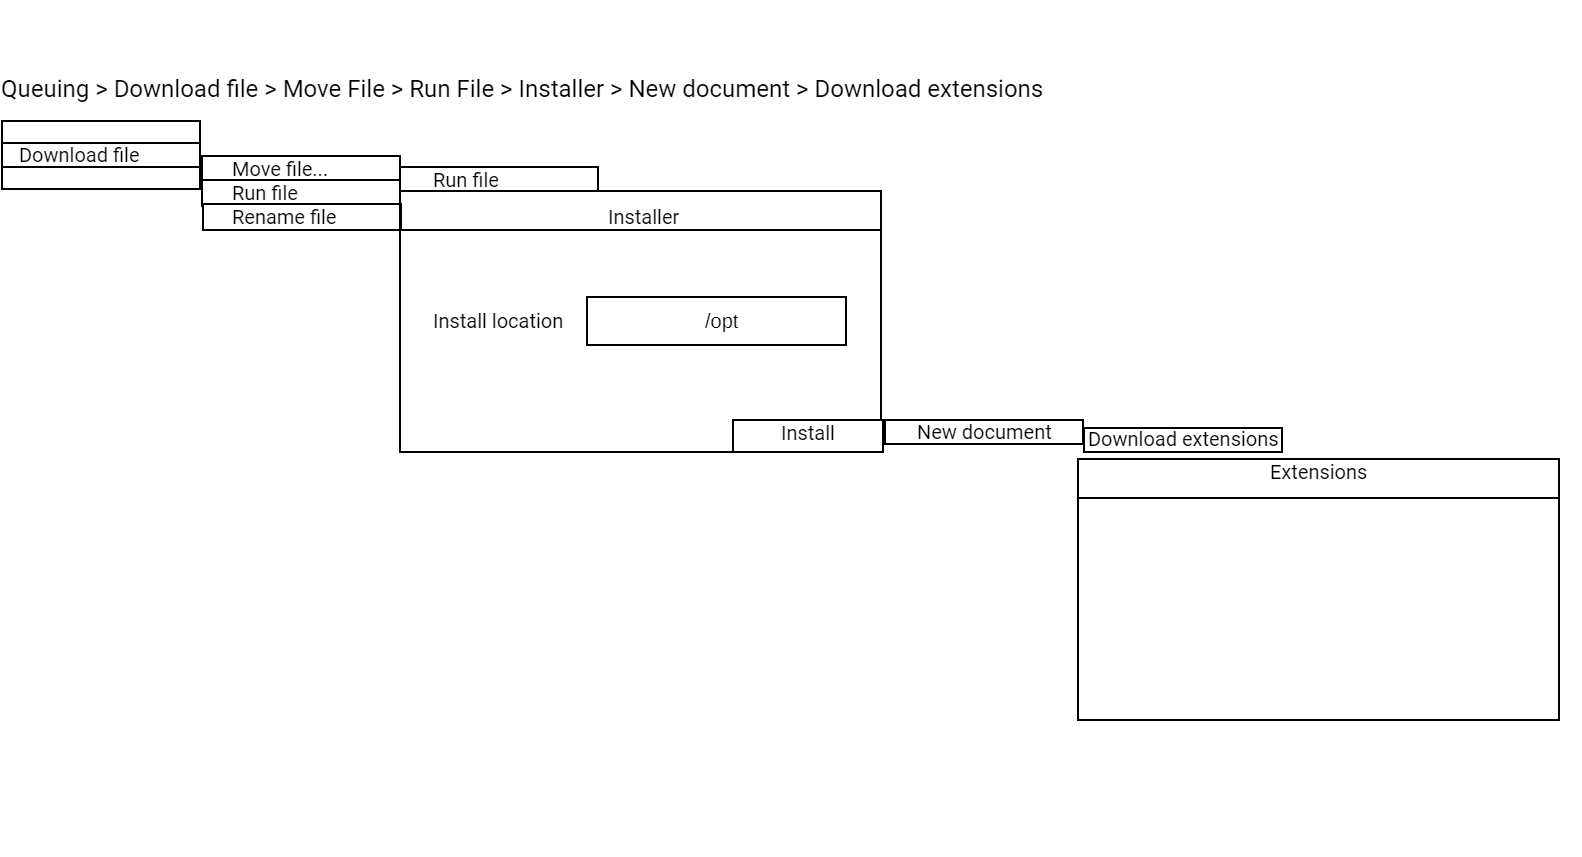 Queuing > Download file > Move File > Run File > Installer > New document > Download extensions
Download file
Move file...
Run file
Rename file
Run file
Installer
Install location
/opt
Install
New document
Download extensions
Extensions